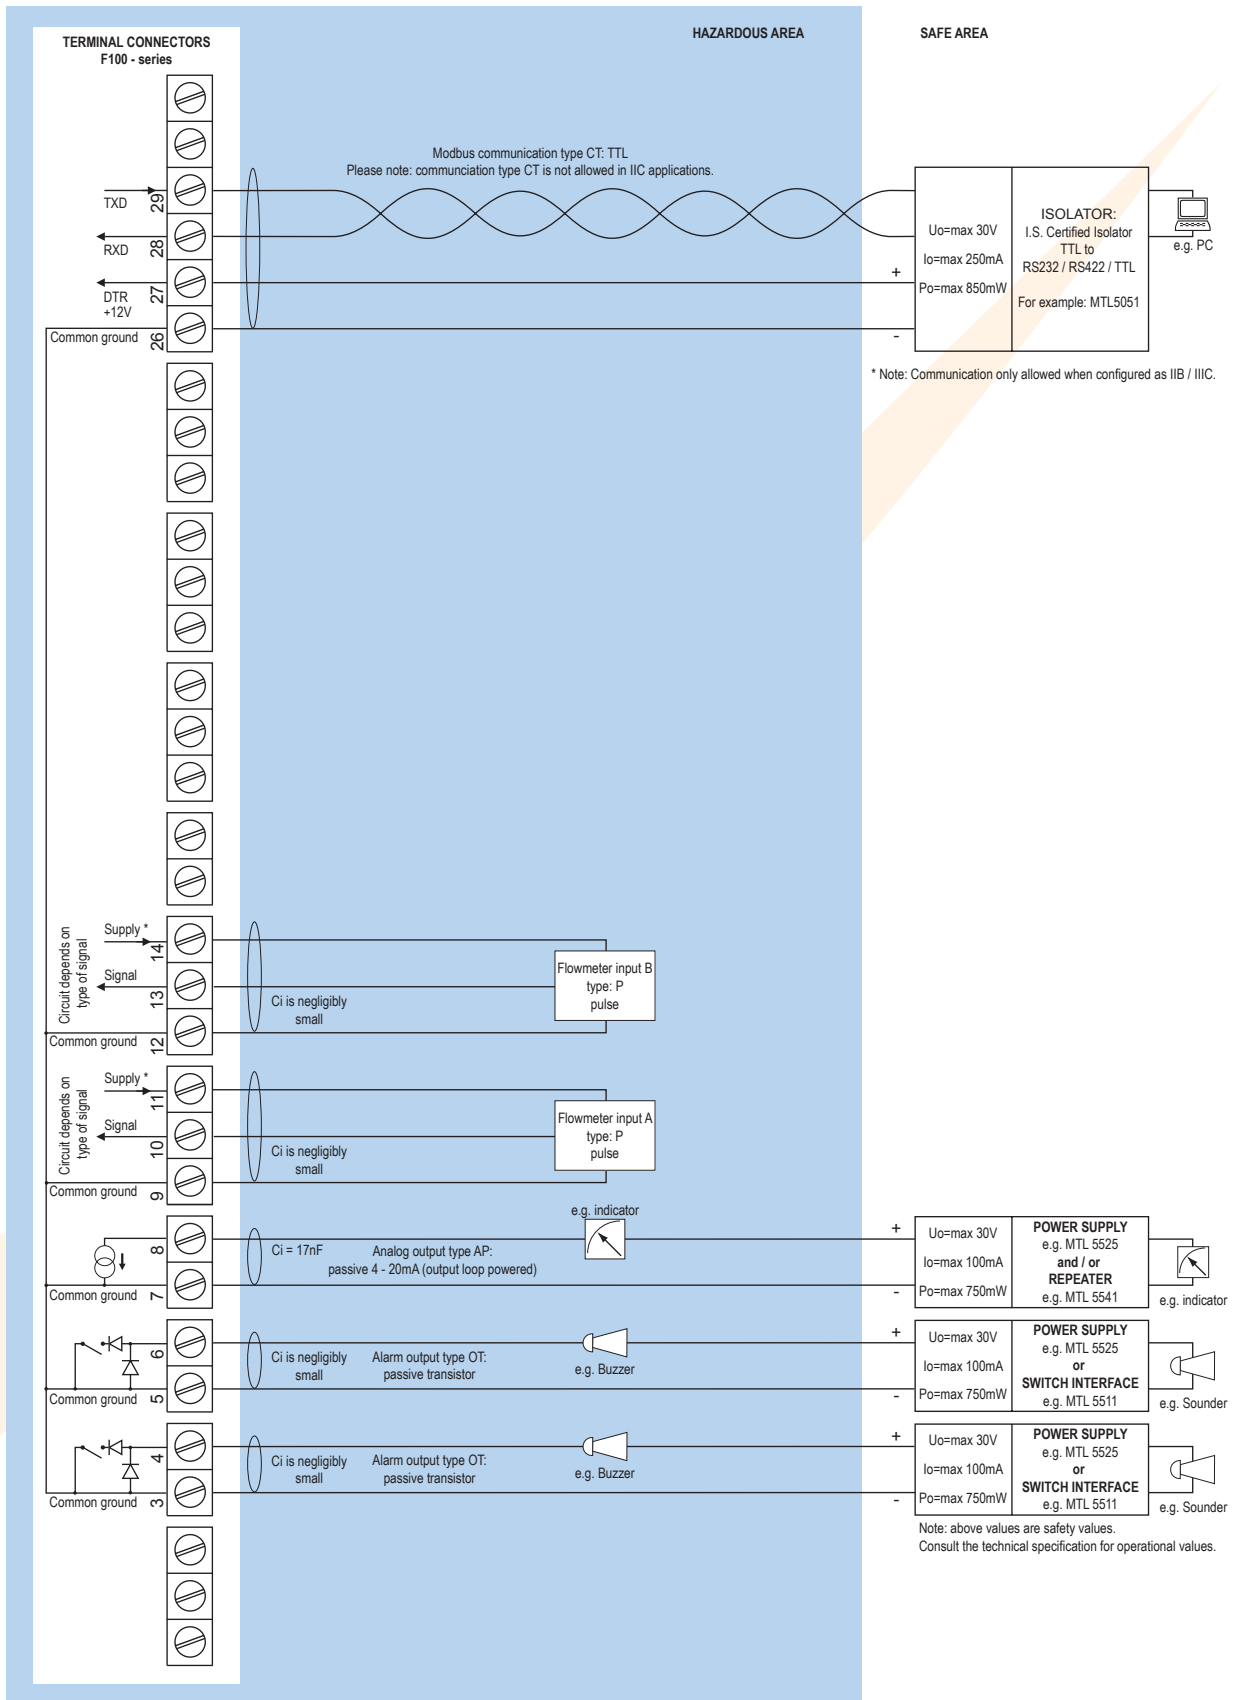 HAZARDOUS AREA
SAFE AREA
TERMINAL CONNECTORS
F100 - series
Modbus communication type CT: TTL
Please note: communciation type CT is not allowed in IIC applications.
TXD
29
RXD
28
DTR
+12V
27
Common ground
26
+
-
Uo=max 30V
Io=max 250mA
Po=max 850mW
ISOLATOR:
I.S. Certified Isolator
TTL to
RS232 / RS422 / TTL
For example: MTL5051
e.g. PC
* Note: Communication only allowed when configured as IIB / IIIC.
Circuit depends on
type of signal
Supply *
14
Signal
13
Common ground
12
Ci is negligibly
small
Flowmeter input B
type: P
pulse
Circuit depends on
type of signal
Supply *
11
Signal
10
Common ground
9
Ci is negligibly
small
Flowmeter input A
type: P
pulse
8
Common ground
7
Ci = 17nF
Analog output type AP:
passive 4 - 20mA (output loop powered)
e.g. indicator
+
-
Uo=max 30V
Io=max 100mA
Po=max 750mW
POWER SUPPLY
e.g. MTL 5525
and / or
REPEATER
e.g. MTL 5541
e.g. indicator
6
Common ground
5
Ci is negligibly
small
Alarm output type OT:
passive transistor
e.g. Buzzer
+
-
Uo=max 30V
Io=max 100mA
Po=max 750mW
POWER SUPPLY
e.g. MTL 5525
or
SWITCH INTERFACE
e.g. MTL 5511
e.g. Sounder
4
Common ground
3
Ci is negligibly
small
Alarm output type OT:
passive transistor
e.g. Buzzer
+
-
Uo=max 30V
Io=max 100mA
Po=max 750mW
POWER SUPPLY
e.g. MTL 5525
or
SWITCH INTERFACE
e.g. MTL 5511
e.g. Sounder
Note: above values are safety values.
Consult the technical specification for operational values.